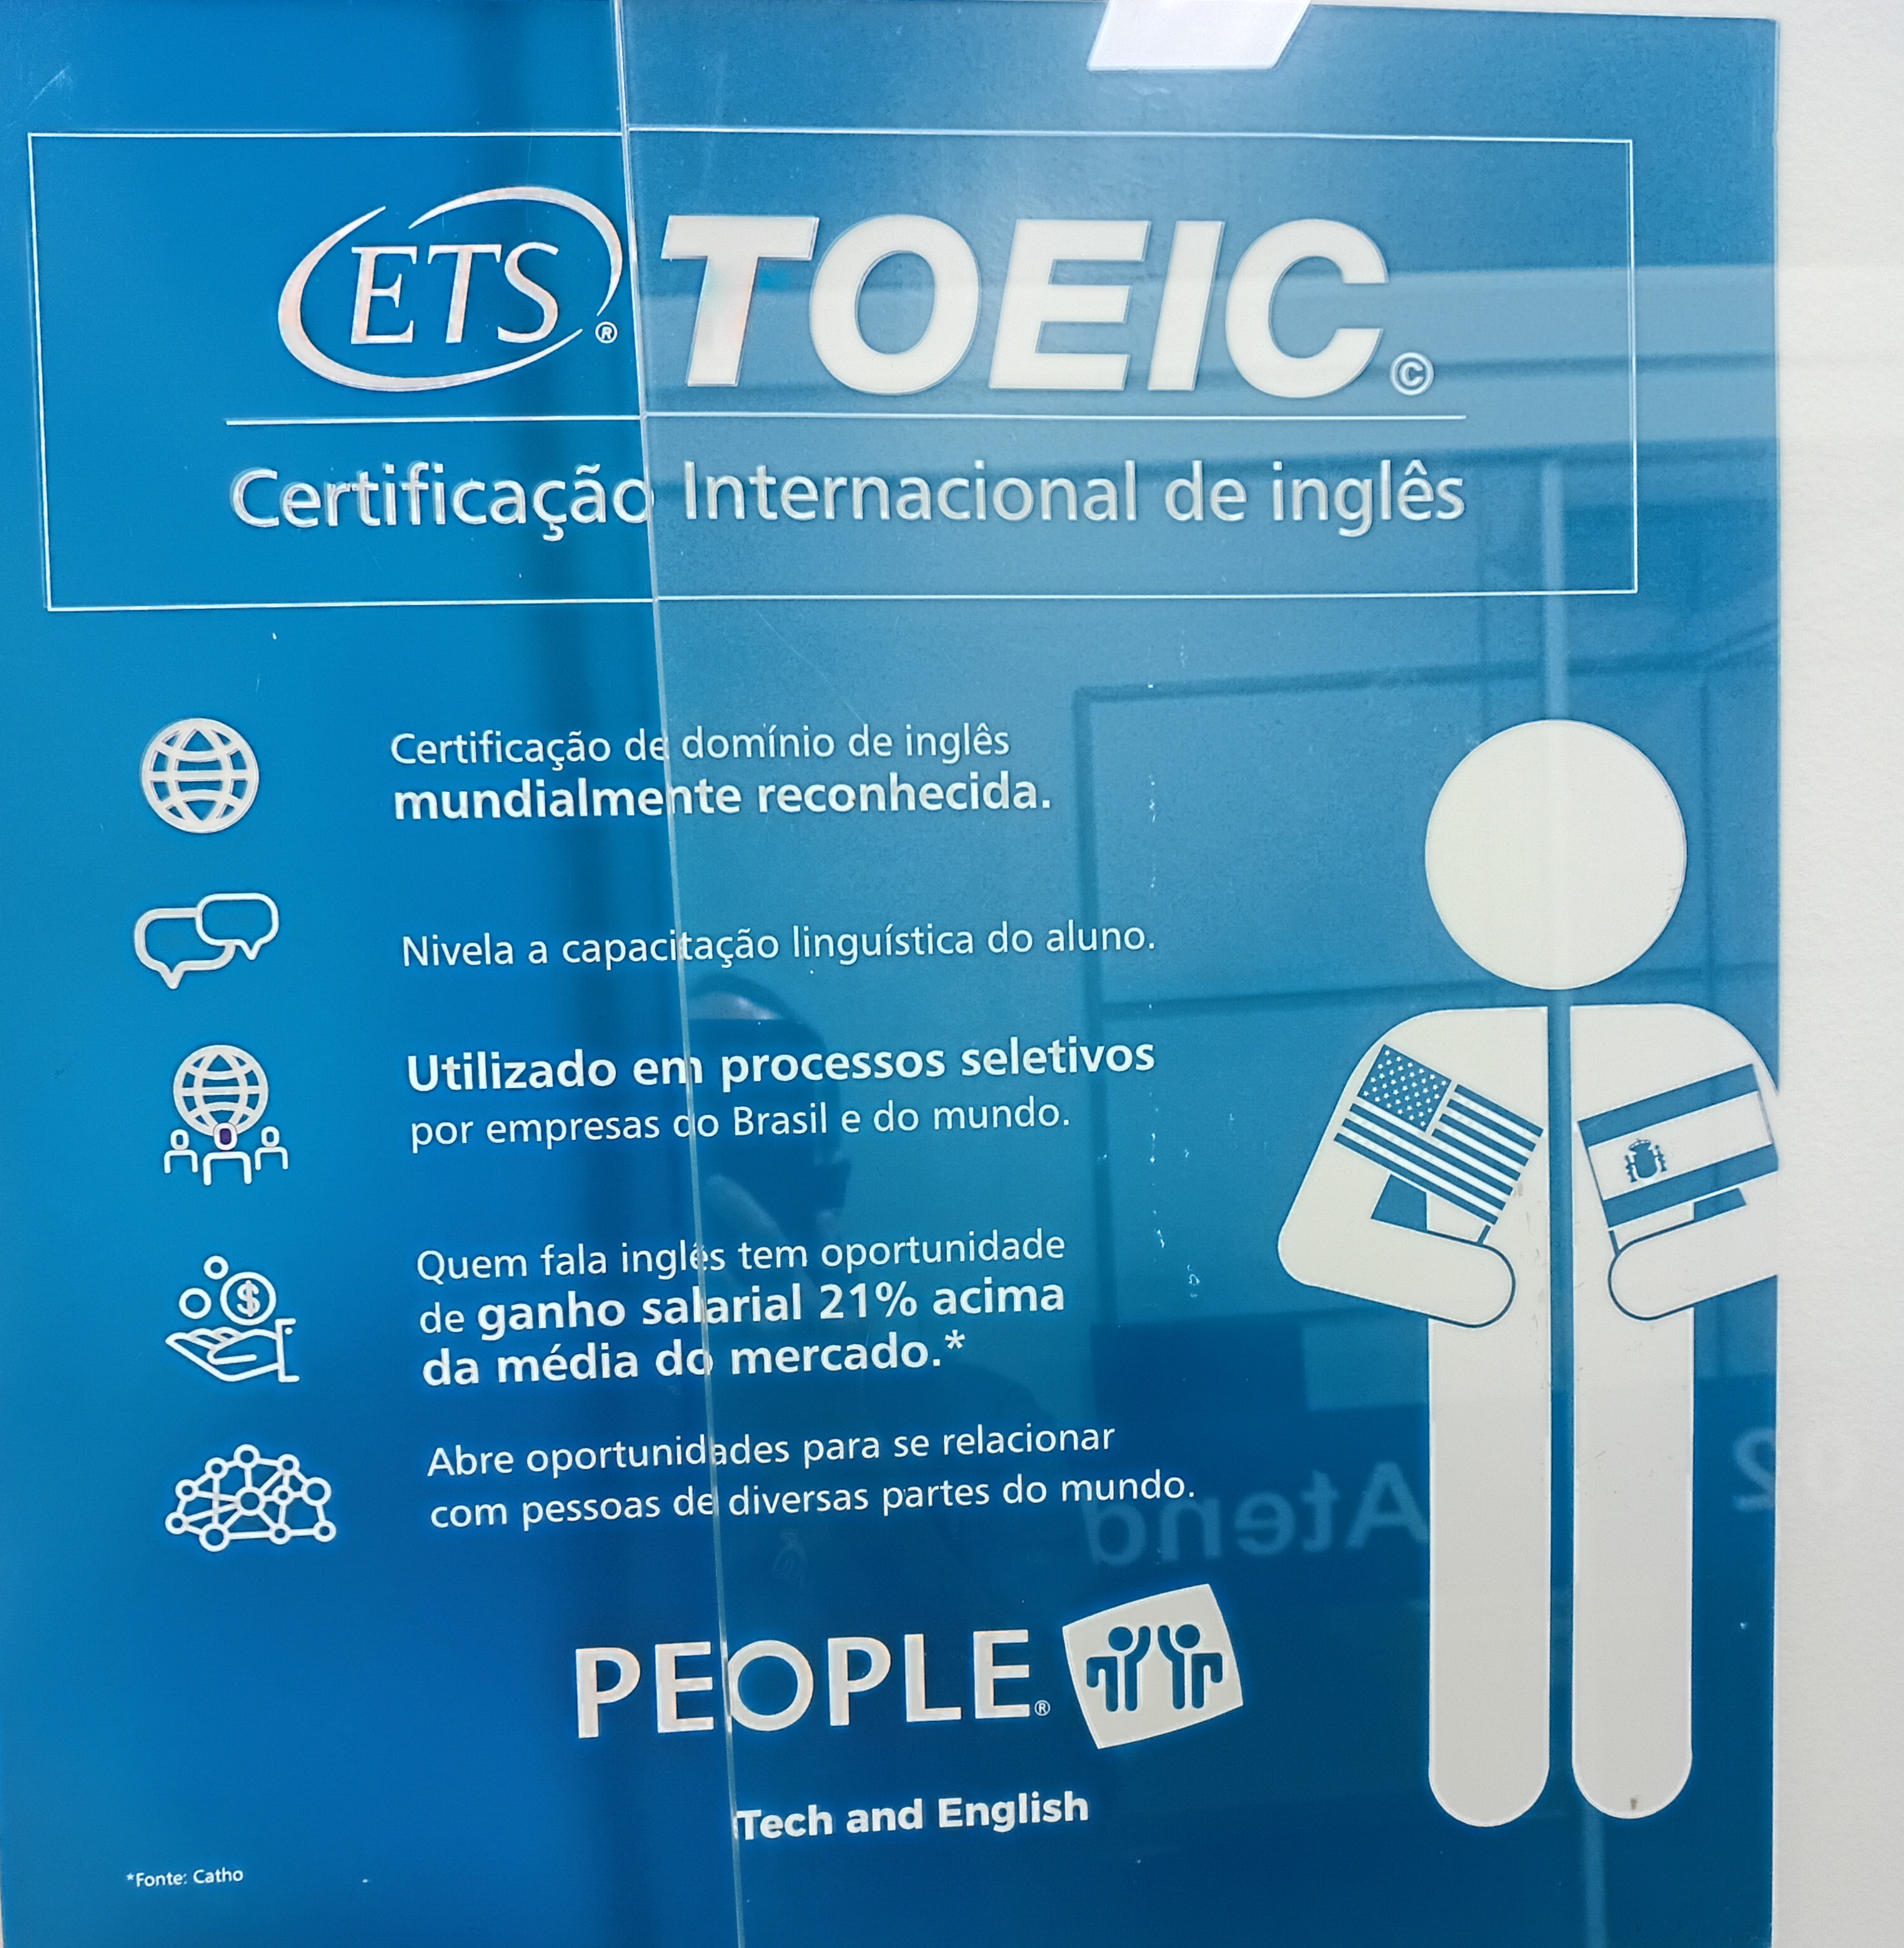 ETS® TOEIC©
Certificação Internacional de inglês
Certificação de domínio de inglês
mundialmente reconhecida.
Nivela a capacitação linguística do aluno.
Utilizado em processos seletivos
por empresas do Brasil e do mundo.
$
Quem fala inglês tem oportunidade
de ganho salarial 21% acima
da média do mercado.*
Abre oportunidades para se relacionar
com pessoas de diversas partes do mundo.
Atend
PEOPLE®
Tech and English
*Fonte: Catho